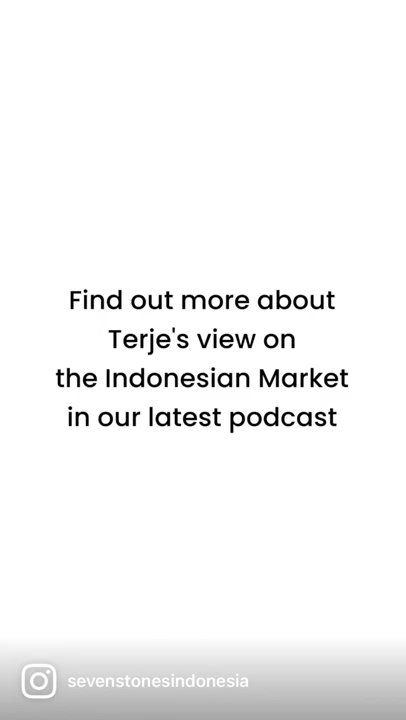 Find out more about
Terje's view on
the Indonesian Market
in our latest podcast
sevenstonesindonesia